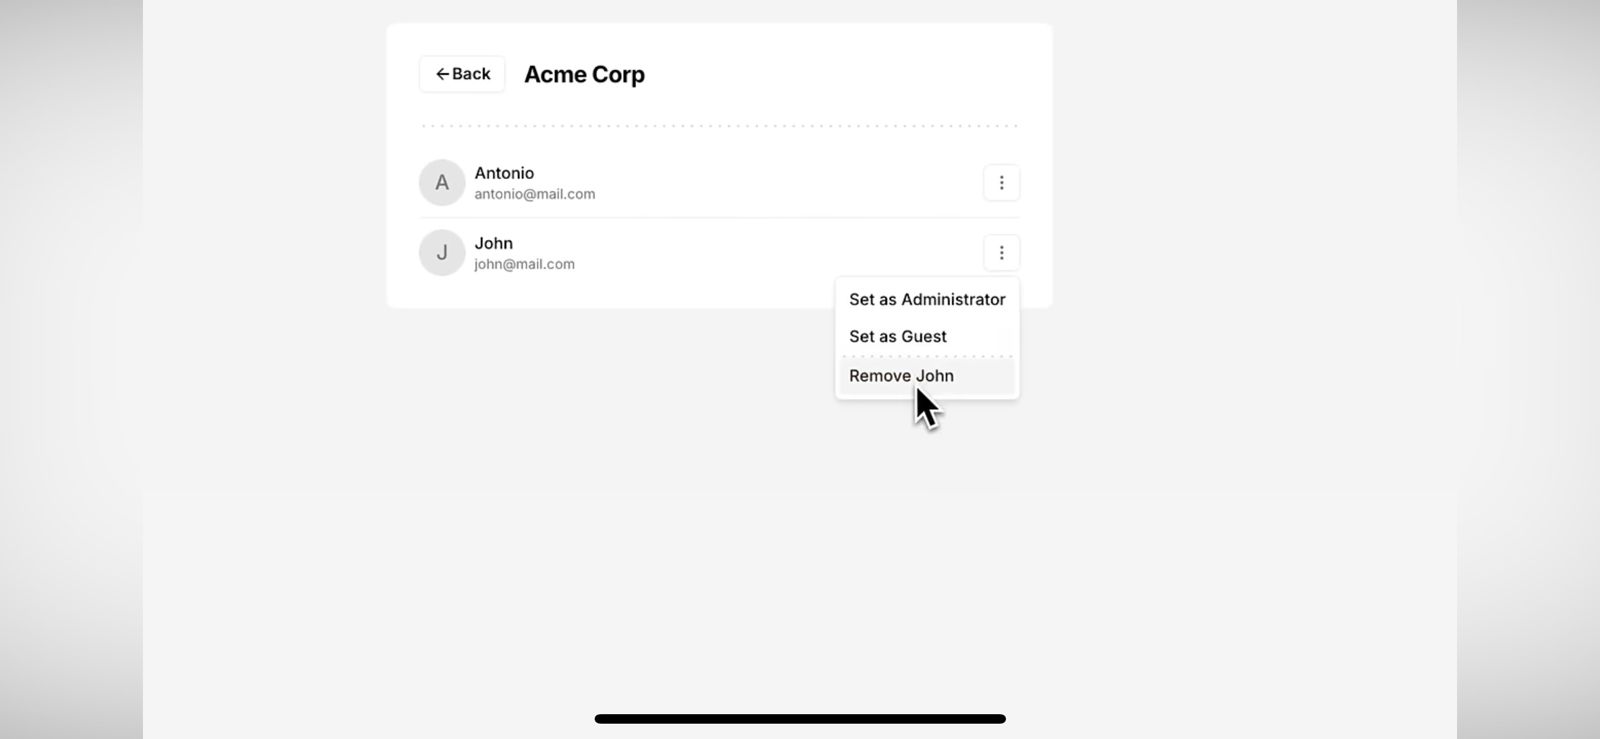 ←Back
Acme Corp
A
Antonio
antonio@mail.com
J
John
john@mail.com
Set as Administrator
Set as Guest
Remove John